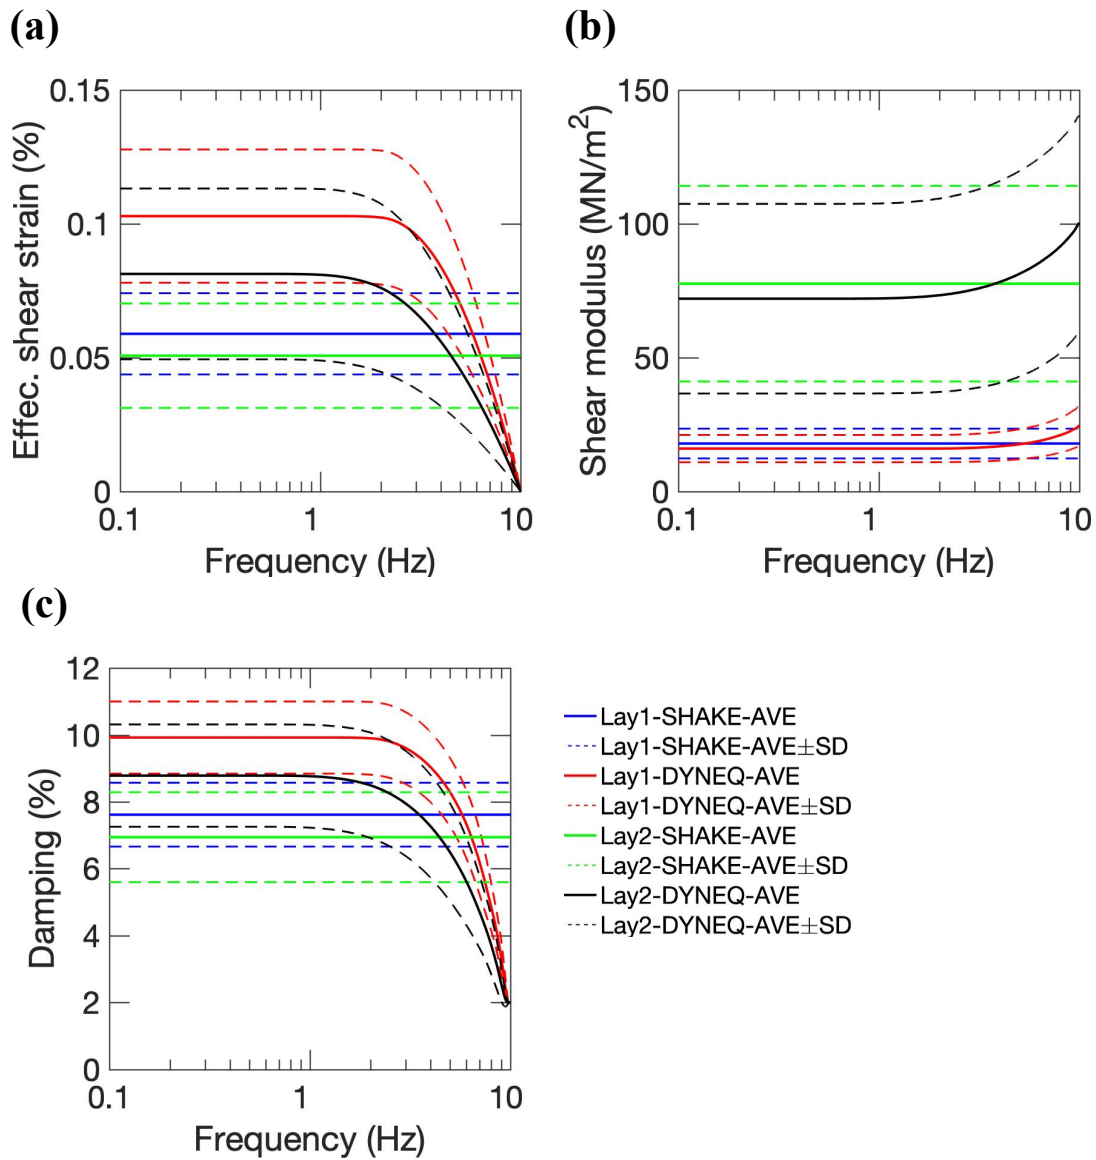 (a)
(b)
0.15
0.1
0.05
0
0.1
1
10
Effec. shear strain (%)
Frequency (Hz)
150
100
50
0
0.1
1
10
Shear modulus (MN/m²)
Frequency (Hz)
(c)
12
10
8
6
4
2
0
0.1
1
10
Damping (%)
Frequency (Hz)
Lay1-SHAKE-AVE
Lay1-SHAKE-AVE±SD
Lay1-DYNEQ-AVE
Lay1-DYNEQ-AVE±SD
Lay2-SHAKE-AVE
Lay2-SHAKE-AVE±SD
Lay2-DYNEQ-AVE
Lay2-DYNEQ-AVE±SD